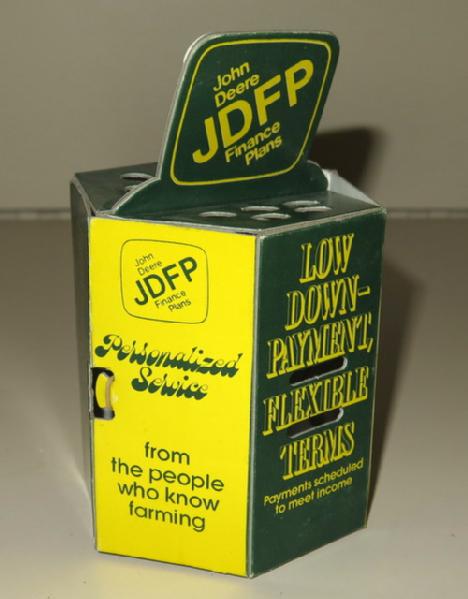 John
Deere
JDFP
Finance
Plans
John
Deere
JDFP
Finance
Plans
Personalized
Service
from
the people
who know
farming
LOW
DOWN-
PAYMENT,
FLEXIBLE
TERMS
Payments scheduled
to meet income